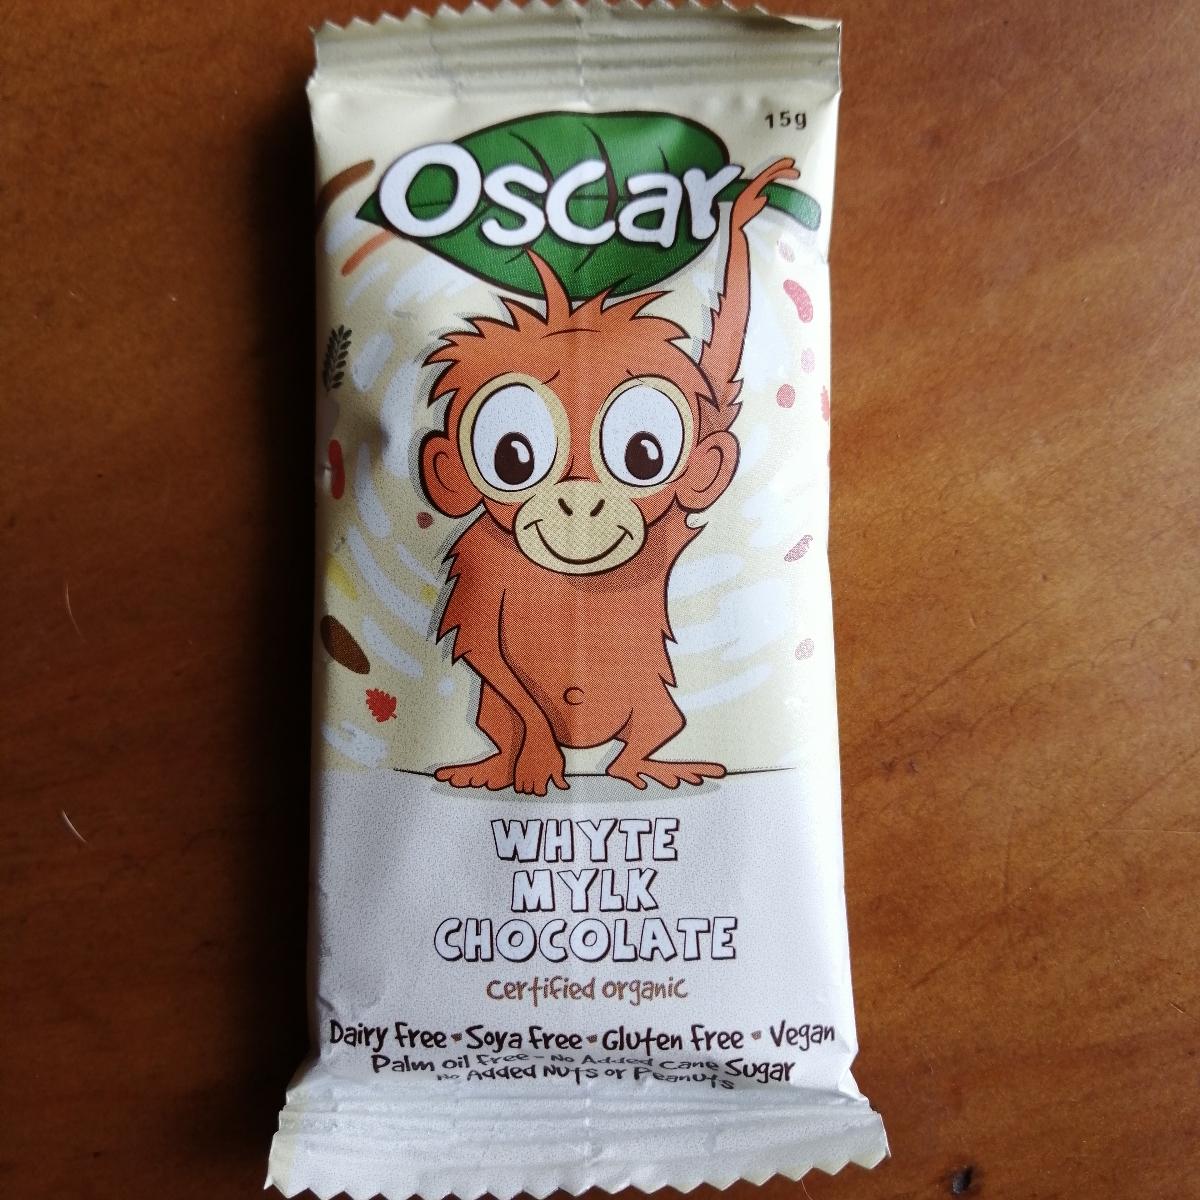 15g
Oscar
WHYTE
MYLK
CHOCOLATE
certified organic
Dairy free • Soya free • Gluten free • Vegan
Palm oil free - No Added Cane Sugar
No Added Nuts or Peanuts